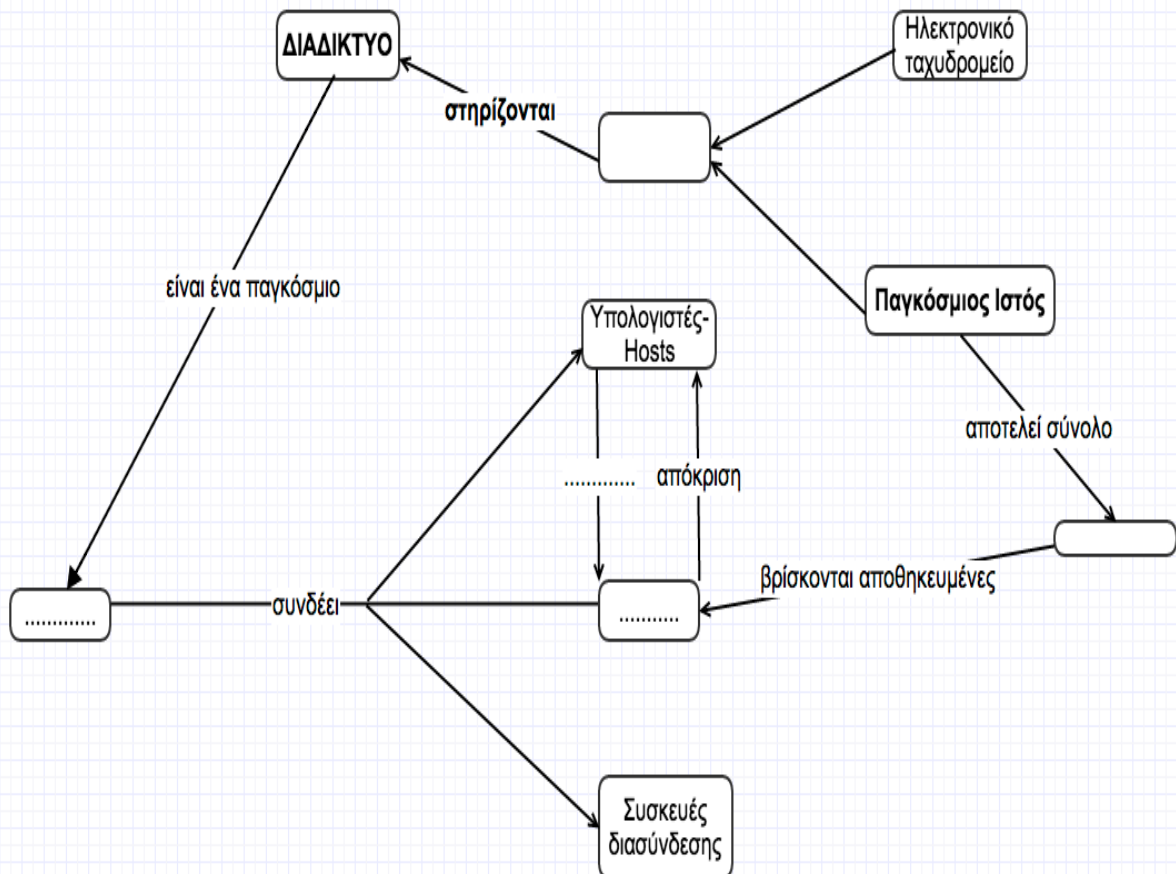 ΔΙΑΔΙΚΤΥΟ
Ηλεκτρονικό
ταχυδρομείο
στηρίζονται
είναι ένα παγκόσμιο
Παγκόσμιος Ιστός
Υπολογιστές-
Hosts
αποτελεί σύνολο
............. απόκριση
βρίσκονται αποθηκευμένες
.............
συνδέει
...........
Συσκευές
διασύνδεσης